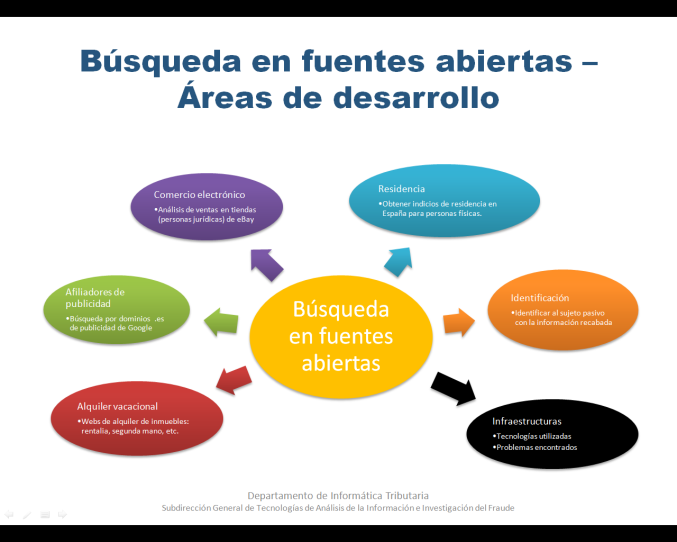 Búsqueda en fuentes abiertas –
Áreas de desarrollo
Comercio electrónico
•Análisis de ventas en tiendas
(personas jurídicas) de eBay
Residencia
•Obtener indicios de residencia en
España para personas físicas.
Afiliadores de
publicidad
•Búsqueda por dominios .es
de publicidad de Google
Búsqueda
en fuentes
abiertas
Identificación
•Identificar al sujeto pasivo
con la información recabada
Alquiler vacacional
•Webs de alquiler de inmuebles:
rentalia, segunda mano, etc.
Infraestructuras
•Tecnologías utilizadas
•Problemas encontrados
Departamento de Informática Tributaria
Subdirección General de Tecnologías de Análisis de la Información e Investigación del Fraude